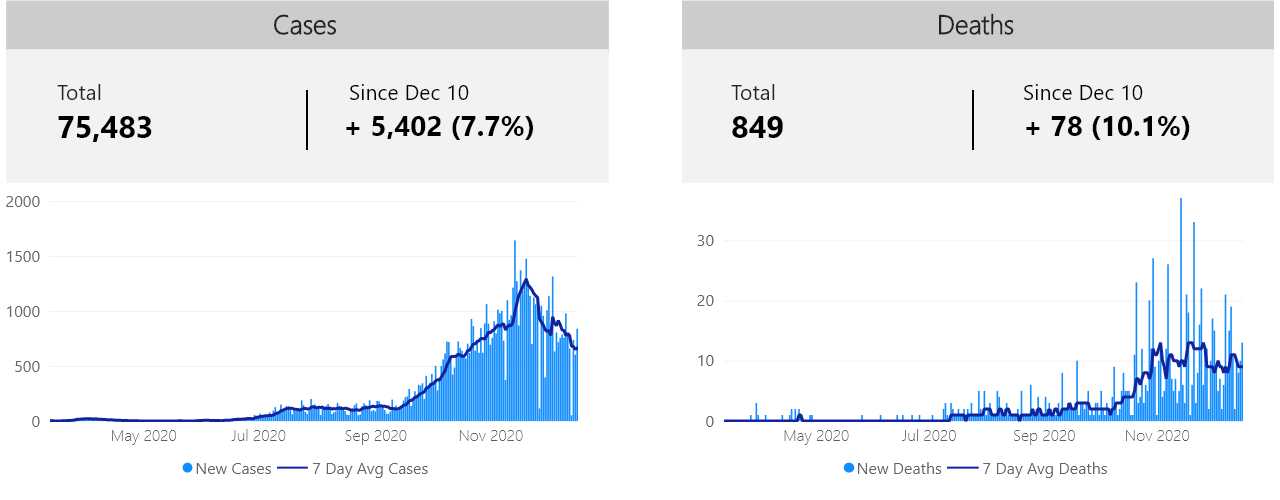 Cases
Total
75,483
Since Dec 10
+ 5,402 (7.7%)
2000
1500
1000
500
0
May 2020 Jul 2020 Sep 2020 Nov 2020
New Cases 7 Day Avg Cases
Deaths
Total
849
Since Dec 10
+ 78 (10.1%)
30
20
10
0
May 2020 Jul 2020 Sep 2020 Nov 2020
New Deaths 7 Day Avg Deaths